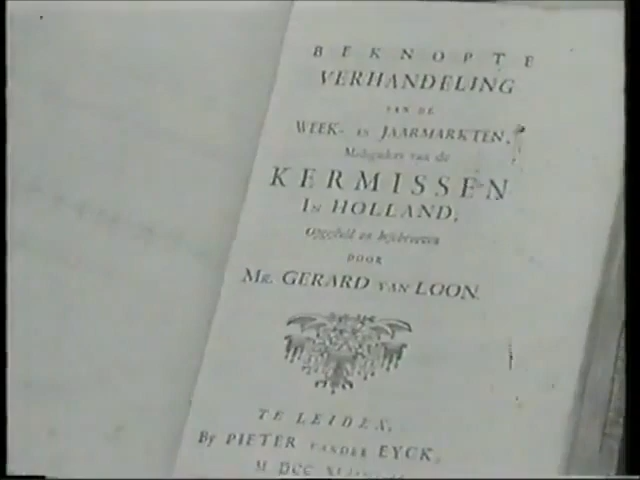 BEKNOPTE
VERHANDELING
VAN DE
WEEK- EN JAARMARKTEN,
Mitsgaders van de
KERMISSEN
IN HOLLAND,
Opgesteld en beschreeven
DOOR
MR. GERARD VAN LOON.
TE LEIDEN,
By PIETER VANDER EYCK,
M DCC